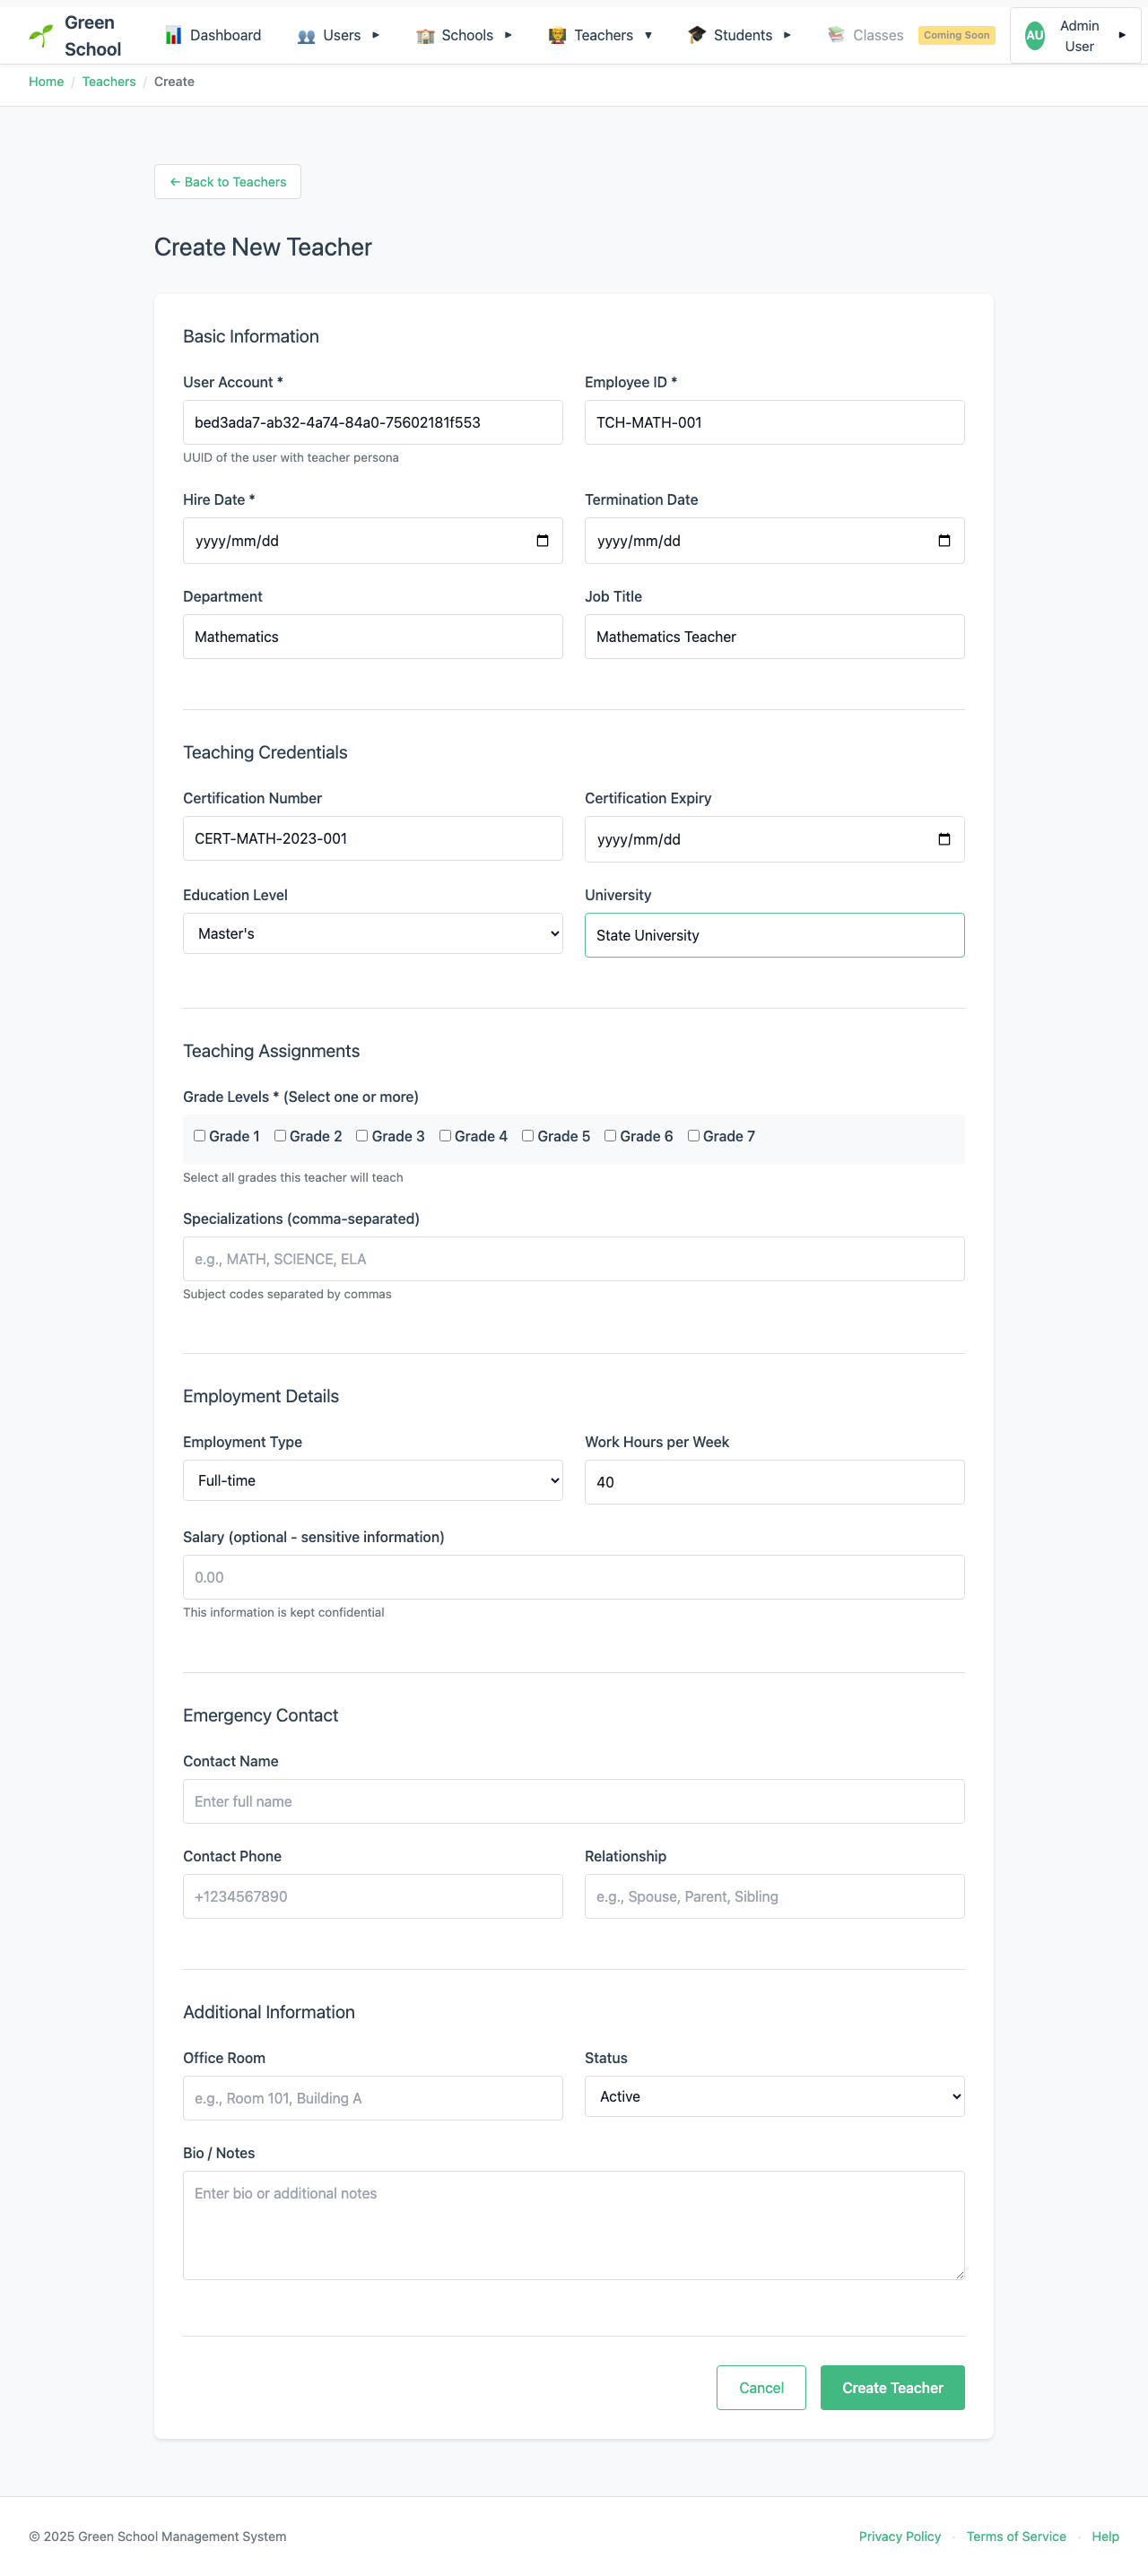 Green School
Dashboard
Users
Schools
Teachers
Students
Classes
Coming Soon
AU
Admin User
Home / Teachers / Create
← Back to Teachers
Create New Teacher
Basic Information
User Account *
Employee ID *
bed3ada7-ab32-4a74-84a0-75602181f553
TCH-MATH-001
UUID of the user with teacher persona
Hire Date *
Termination Date
yyyy/mm/dd
yyyy/mm/dd
Department
Job Title
Mathematics
Mathematics Teacher
Teaching Credentials
Certification Number
Certification Expiry
CERT-MATH-2023-001
yyyy/mm/dd
Education Level
University
Master's
State University
Teaching Assignments
Grade Levels * (Select one or more)
Grade 1 Grade 2 Grade 3 Grade 4 Grade 5 Grade 6 Grade 7
Select all grades this teacher will teach
Specializations (comma-separated)
e.g., MATH, SCIENCE, ELA
Subject codes separated by commas
Employment Details
Employment Type
Work Hours per Week
Full-time
40
Salary (optional - sensitive information)
0.00
This information is kept confidential
Emergency Contact
Contact Name
Enter full name
Contact Phone
Relationship
+1234567890
e.g., Spouse, Parent, Sibling
Additional Information
Office Room
Status
e.g., Room 101, Building A
Active
Bio / Notes
Enter bio or additional notes
Cancel
Create Teacher
© 2025 Green School Management System
Privacy Policy · Terms of Service · Help